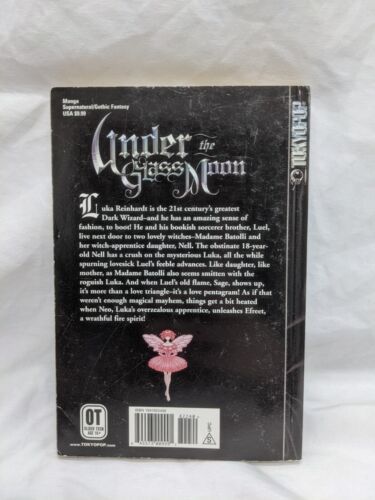 Manga
Supernatural/Gothic Fantasy
USA $9.99
Under the
Glass Moon
TOKYOPOP
Luka Reinhardt is the 21st century's greatest
Dark Wizard—and he has an amazing sense of
fashion, to boot! He and his bookish sorcerer brother, Luel,
live next door to two lovely witches—Madame Batolli and
her witch-apprentice daughter, Nell. The obstinate 18-year-
old Nell has a crush on the mysterious Luka, all the while
spurning lovesick Luel's feeble advances. Like daughter, like
mother, as Madame Batolli also seems smitten with the
roguish Luka. And when Luel's old flame, Sage, shows up,
it's more than a love triangle-it's a love pentagram! As if that
weren't enough magical mayhem, things get a bit heated
when Neo, Luka's overzealous apprentice, unleashes Efreet, a
wrathful fire spirit!
OT
OLDER TEEN
AGE 16+
www.TOKYOPOP.com
ISBN